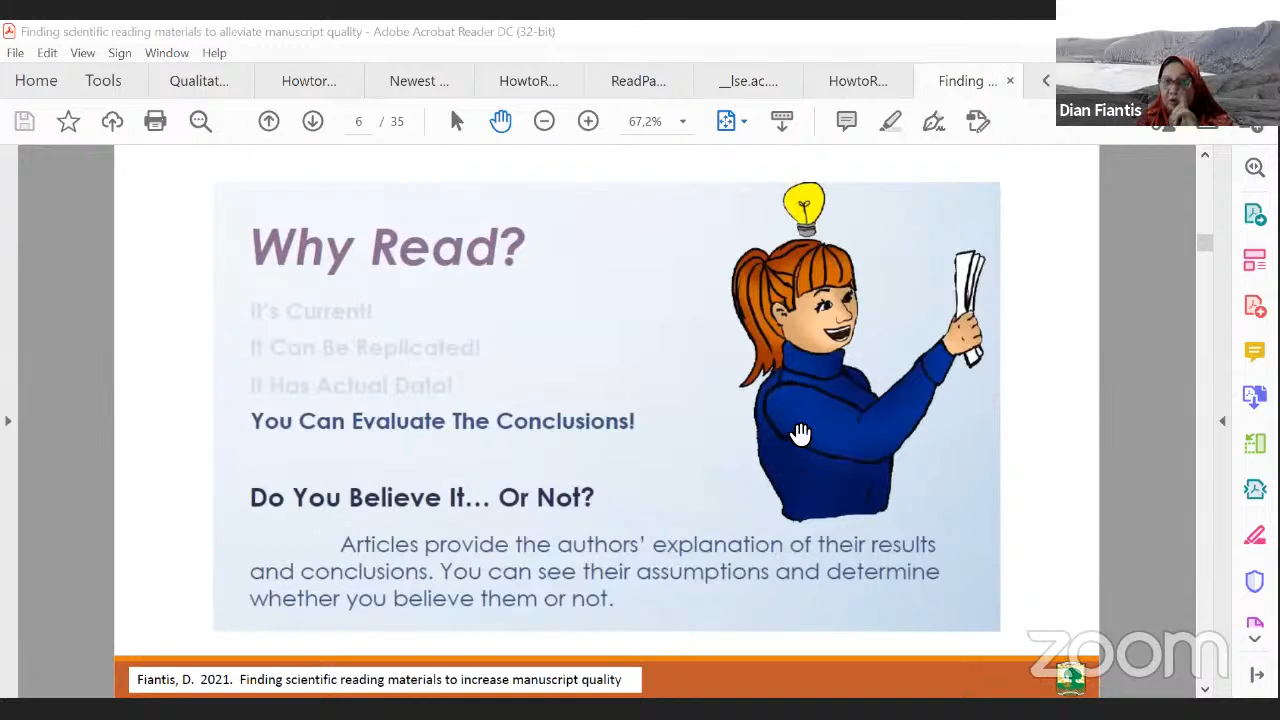 Finding scientific reading materials to alleviate manuscript quality - Adobe Acrobat Reader DC (32-bit)
File Edit View Sign Window Help
Home Tools Qualitat... Howtor... Newest ... HowtoR... ReadPa... __lse.ac.... HowtoR... Finding ...
6 / 35 67,2%
Dian Fiantis
Why Read?
It's Current!
It Can Be Replicated!
It Has Actual Data!
You Can Evaluate The Conclusions!
Do You Believe It... Or Not?
Articles provide the authors' explanation of their results
and conclusions. You can see their assumptions and determine
whether you believe them or not.
zoom
Fiantis, D. 2021. Finding scientific reading materials to increase manuscript quality